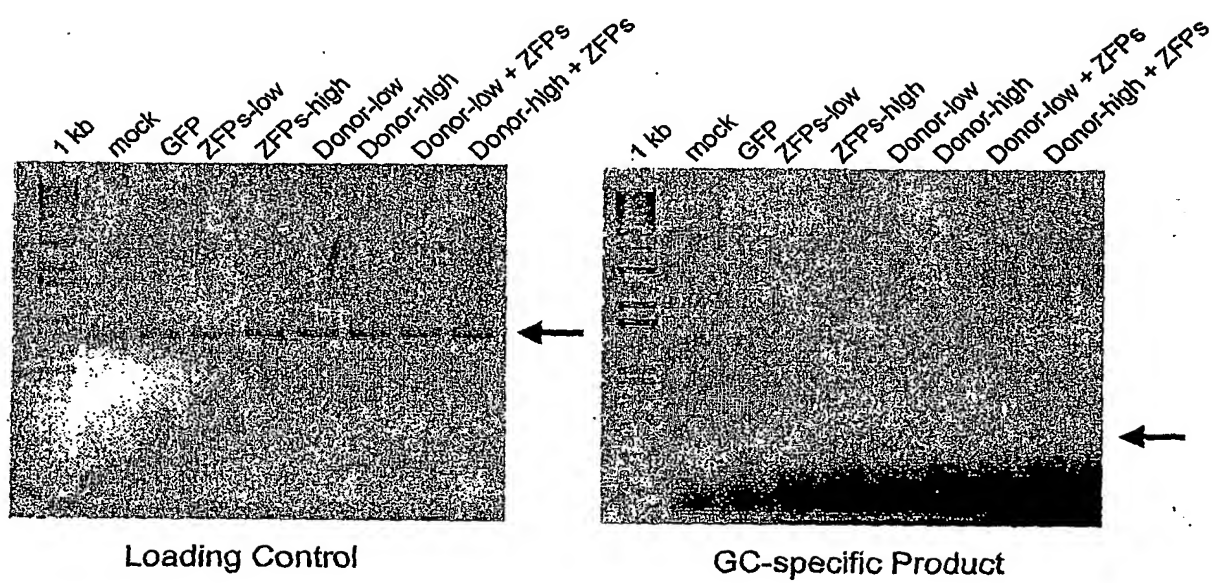 1 kb
mock
GFP
ZFPs-low
ZFPs-high
Donor-low
Donor-high
Donor-low + ZFPs
Donor-high + ZFPs
1 kb
mock
GFP
ZFPs-low
ZFPs-high
Donor-low
Donor-high
Donor-low + ZFPs
Donor-high + ZFPs
Loading Control
GC-specific Product